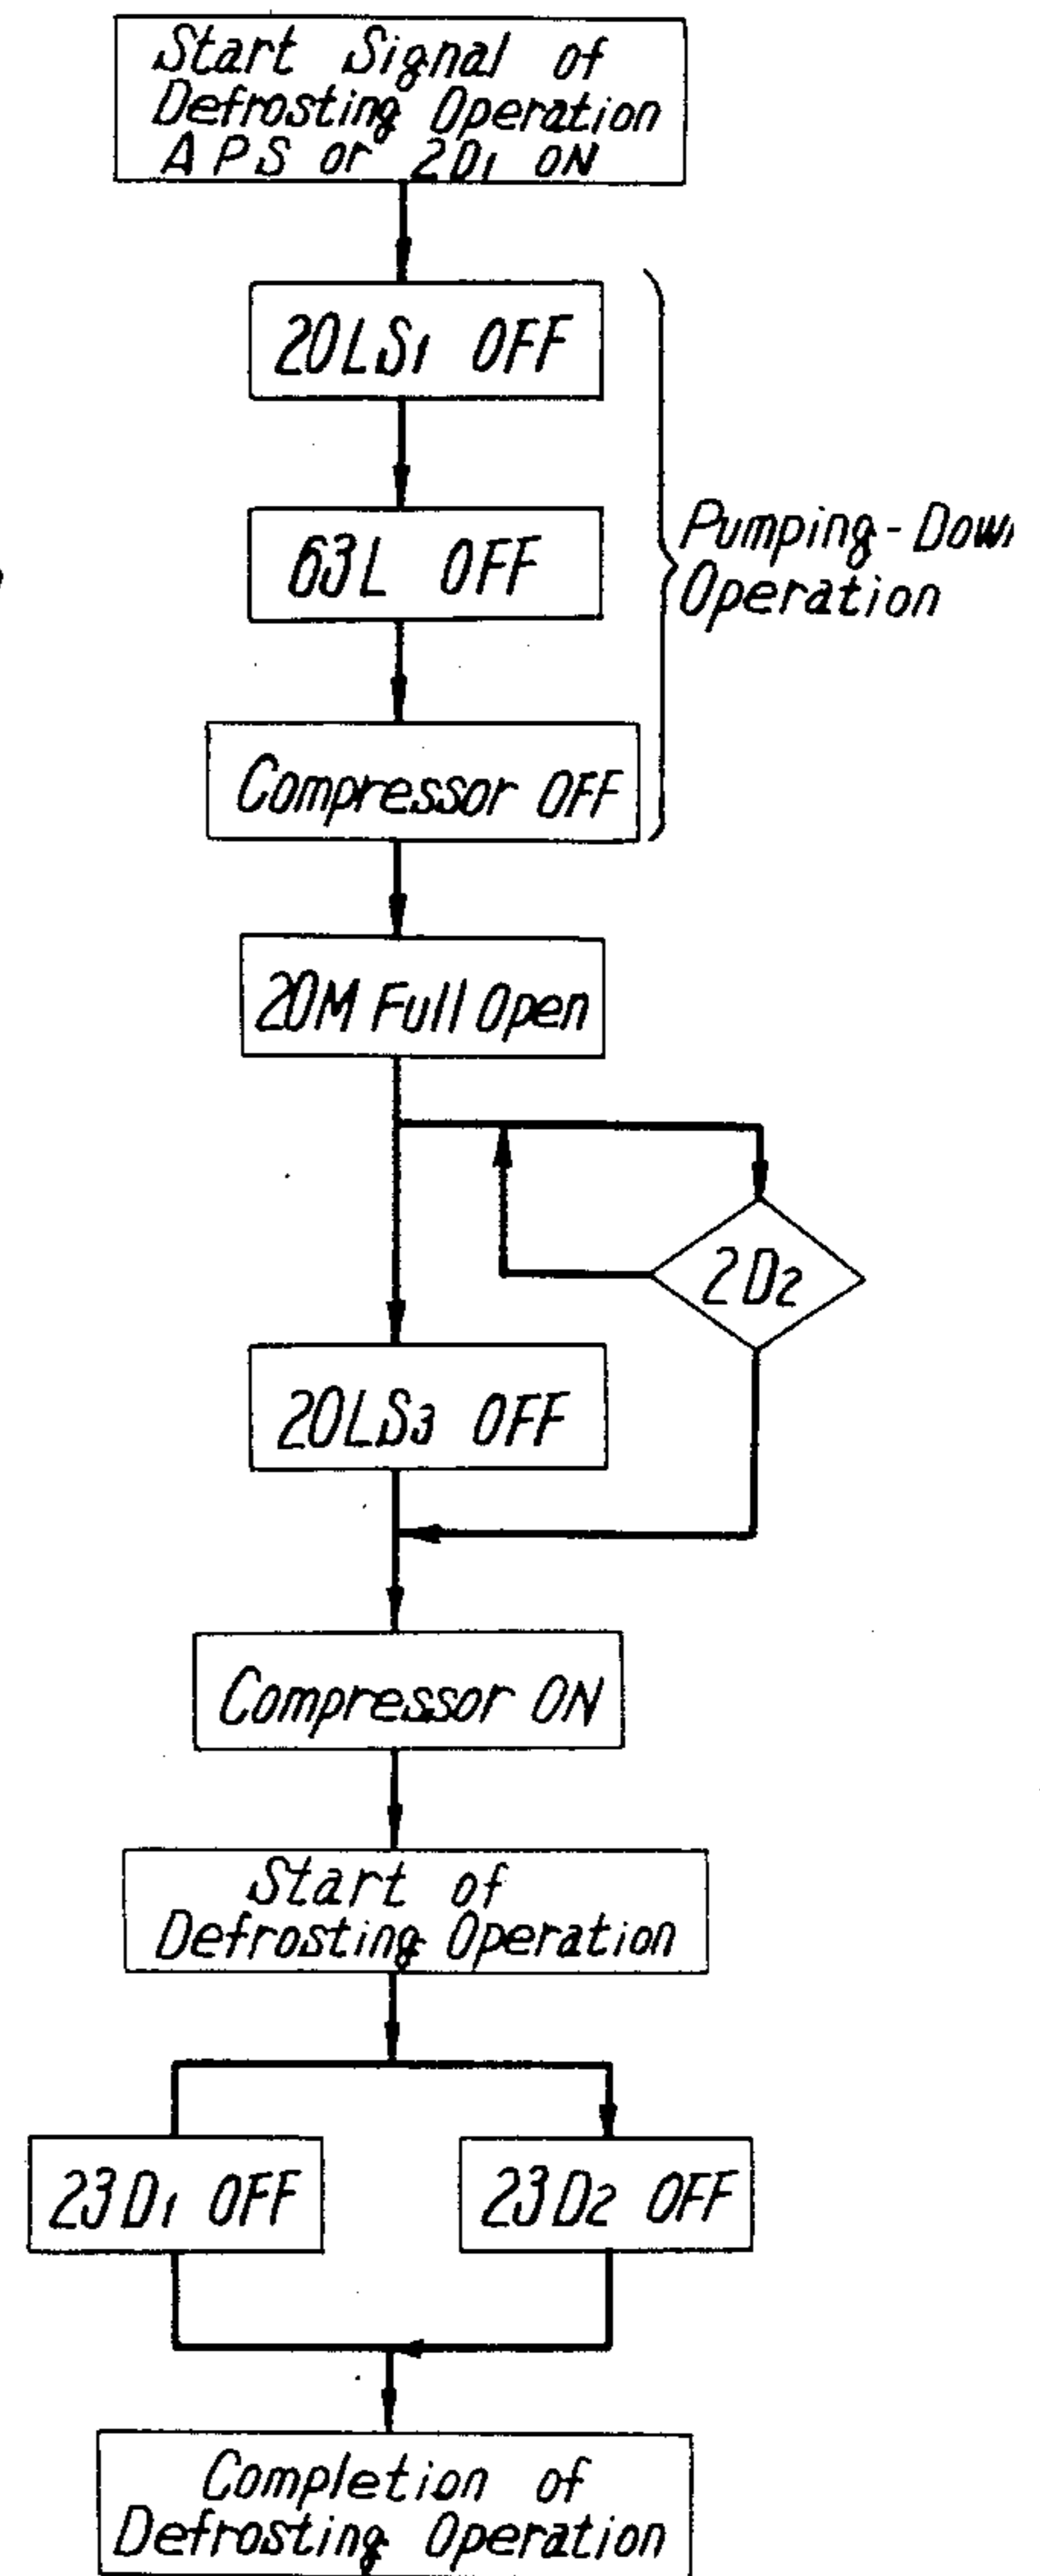 Start Signal of
Defrosting Operation
APS or 2D1 ON
20LS1 OFF
63L OFF
Pumping-Dow
Operation
Compressor OFF
20M Full Open
2D2
20LS3 OFF
Compressor ON
Start of
Defrosting Operation
23D1 OFF
23D2 OFF
Completion of
Defrosting Operation